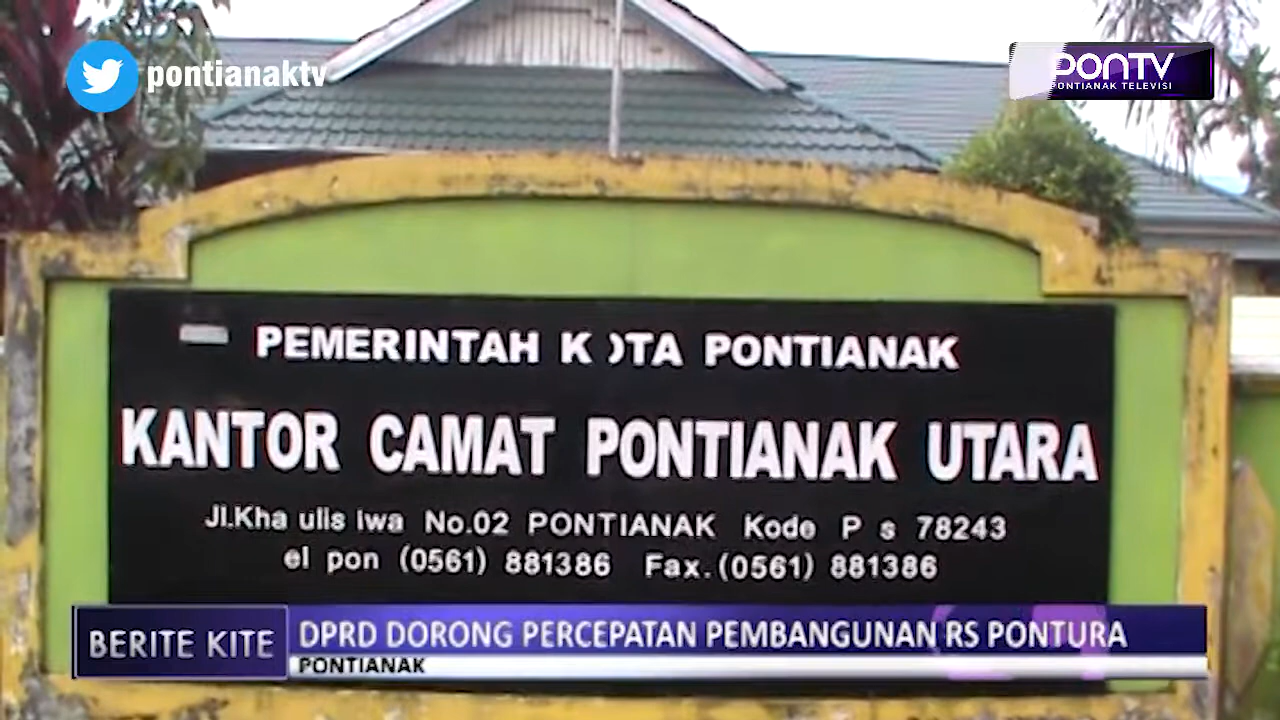 pontianaktv
PONTV
PONTIANAK TELEVISI
PEMERINTAH K OTA PONTIANAK
KANTOR CAMAT PONTIANAK UTARA
Jl.Kha ulis iwa No.02 PONTIANAK Kode P s 78243
el pon (0561) 881386 Fax.(0561) 881386
BERITE KITE
DPRD DORONG PERCEPATAN PEMBANGUNAN RS PONTURA
PONTIANAK